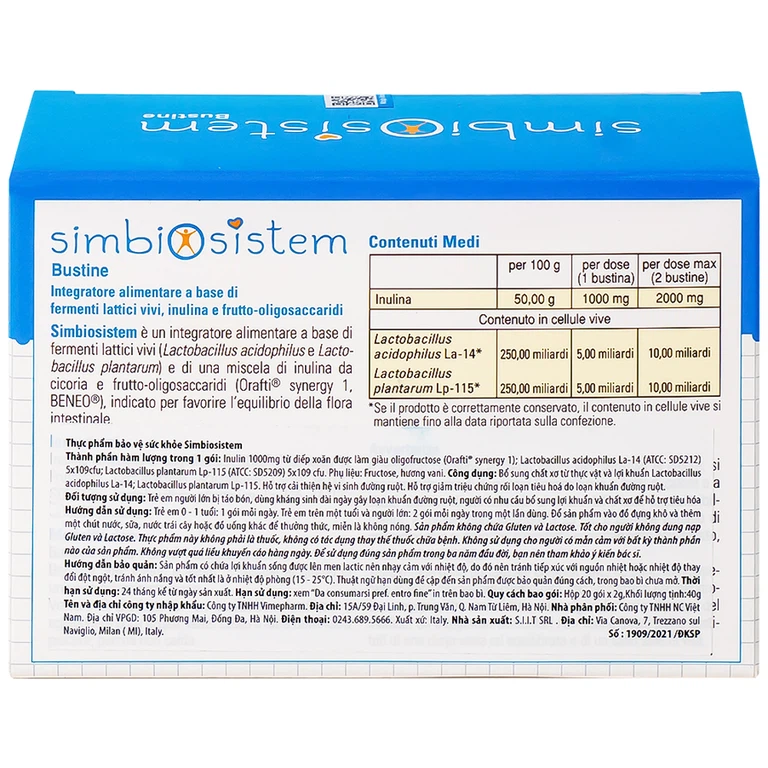 simbiosistem
Bustine
simbiosistem
Bustine
Integratore alimentare a base di
fermenti lattici vivi, inulina e frutto-oligosaccaridi
Simbiosistem è un integratore alimentare a base di
fermenti lattici vivi (Lactobacillus acidophilus e Lacto-
bacillus plantarum) e di una miscela di inulina da
cicoria e frutto-oligosaccaridi (Orafti® synergy 1,
BENEO®), indicato per favorire l'equilibrio della flora
intestinale.
Contenuti Medi
per 100 g per dose (1 bustina) per dose max (2 bustine)
Inulina 50,00 g 1000 mg 2000 mg
Contenuto in cellule vive
Lactobacillus
acidophilus La-14* 250,00 miliardi 5,00 miliardi 10,00 miliardi
Lactobacillus
plantarum Lp-115* 250,00 miliardi 5,00 miliardi 10,00 miliardi
*Se il prodotto è correttamente conservato, il contenuto in cellule vive si
mantiene fino alla data riportata sulla confezione.
Thực phẩm bảo vệ sức khỏe Simbiosistem
Thành phần hàm lượng trong 1 gói: Inulin 1000mg từ diếp xoăn được làm giàu oligofructose (Orafti® synergy 1); Lactobacillus acidophilus La-14 (ATCC: SD5212)
5x109cfu; Lactobacillus plantarum Lp-115 (ATCC: SD5209) 5x109 cfu. Phụ liệu: Fructose, hương vani. Công dụng: Bổ sung chất xơ từ thực vật và lợi khuẩn Lactobacillus
acidophilus La-14; Lactobacillus plantarum Lp-115. Hỗ trợ cải thiện hệ vi sinh đường ruột. Hỗ trợ giảm triệu chứng rối loạn tiêu hoá do loạn khuẩn đường ruột.
Đối tượng sử dụng: Trẻ em người lớn bị táo bón, dùng kháng sinh dài ngày gây loạn khuẩn đường ruột, người có nhu cầu bổ sung lợi khuẩn và chất xơ để hỗ trợ tiêu hóa
Hướng dẫn sử dụng: Trẻ em 0 - 1 tuổi: 1 gói mỗi ngày. Trẻ em trên một tuổi và người lớn: 2 gói mỗi ngày trong một lần dùng. Đổ sản phẩm vào đồ đựng khô và thêm
một chút nước, sữa, nước trái cây hoặc đồ uống khác để thưởng thức, miễn là không nóng. Sản phẩm không chứa Gluten và Lactose. Tốt cho người không dung nạp
Gluten và Lactose. Thực phẩm này không phải là thuốc, không có tác dụng thay thế thuốc chữa bệnh. Không sử dụng cho người có mẫn cảm với bất kỳ thành phần
nào của sản phẩm. Không vượt quá liều khuyến cáo hàng ngày. Để sử dụng đúng sản phẩm trong ba năm đầu đời, bạn nên tham khảo ý kiến bác sĩ.
Hướng dẫn bảo quản: Sản phẩm có chứa lợi khuẩn sống được lên men lactic nên nhạy cảm với nhiệt độ, do đó nên tránh tiếp xúc với nguồn nhiệt hoặc nhiệt độ thay
đổi đột ngột, tránh ánh nắng và tốt nhất là ở nhiệt độ phòng (15 - 25°C). Thuật ngữ hạn dùng đề cập đến sản phẩm được bảo quản đúng cách, trong bao bì chưa mở. Thời
hạn sử dụng: 24 tháng kể từ ngày sản xuất. Hạn sử dụng: xem "Da consumarsi pref. entro fine" in trên bao bì. Quy cách bao gói: Hộp 20 gói x 2g,Khối lượng tịnh:40g
Tên và địa chỉ công ty nhập khẩu: Công ty TNHH Vimepharm. Địa chỉ: 15A/59 Đại Linh, p. Trung Văn, Q. Nam Từ Liêm, Hà Nội. Nhà phân phối: Công ty TNHH NC Việt
Nam. Địa chỉ VPGD: 105 Phương Mai, Đống Đa, Hà Nội. Điện thoại: 0243.689.5666. Xuất xứ: Italy. Nhà sản xuất: S.I.I.T SRL . Địa chỉ: Via Canova, 7, Trezzano sul
Naviglio, Milan ( MI), Italy.
Số : 1909/2021 /ĐKSP